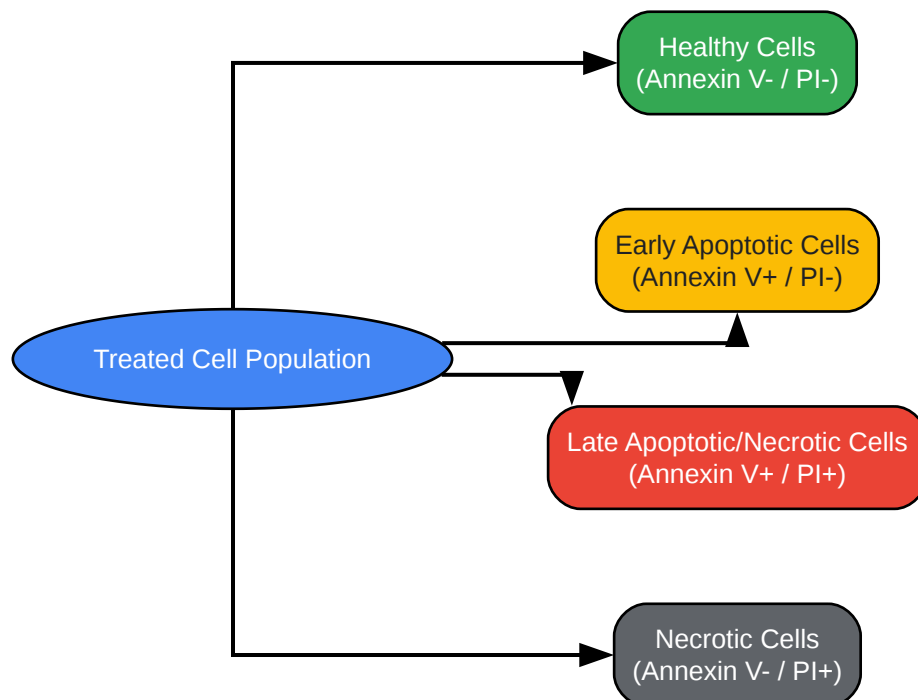 Healthy Cells
(Annexin V- / PI-)
Early Apoptotic Cells
(Annexin V+ / PI-)
Treated Cell Population
Late Apoptotic/Necrotic Cells
(Annexin V+ / PI+)
Necrotic Cells
(Annexin V- / PI+)